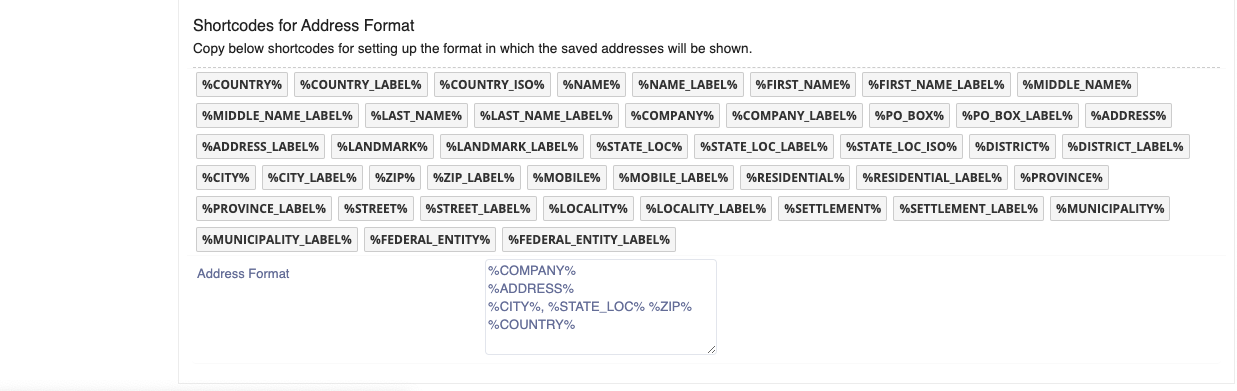 Shortcodes for Address Format
Copy below shortcodes for setting up the format in which the saved addresses will be shown.
%COUNTRY% %COUNTRY_LABEL% %COUNTRY_ISO% %NAME% %NAME_LABEL% %FIRST_NAME% %FIRST_NAME_LABEL% %MIDDLE_NAME%
%MIDDLE_NAME_LABEL% %LAST_NAME% %LAST_NAME_LABEL% %COMPANY% %COMPANY_LABEL% %PO_BOX% %PO_BOX_LABEL% %ADDRESS%
%ADDRESS_LABEL% %LANDMARK% %LANDMARK_LABEL% %STATE_LOC% %STATE_LOC_LABEL% %STATE_LOC_ISO% %DISTRICT% %DISTRICT_LABEL%
%CITY% %CITY_LABEL% %ZIP% %ZIP_LABEL% %MOBILE% %MOBILE_LABEL% %RESIDENTIAL% %RESIDENTIAL_LABEL% %PROVINCE%
%PROVINCE_LABEL% %STREET% %STREET_LABEL% %LOCALITY% %LOCALITY_LABEL% %SETTLEMENT% %SETTLEMENT_LABEL% %MUNICIPALITY%
%MUNICIPALITY_LABEL% %FEDERAL_ENTITY% %FEDERAL_ENTITY_LABEL%
Address Format
%COMPANY%
%ADDRESS%
%CITY%, %STATE_LOC% %ZIP%
%COUNTRY%